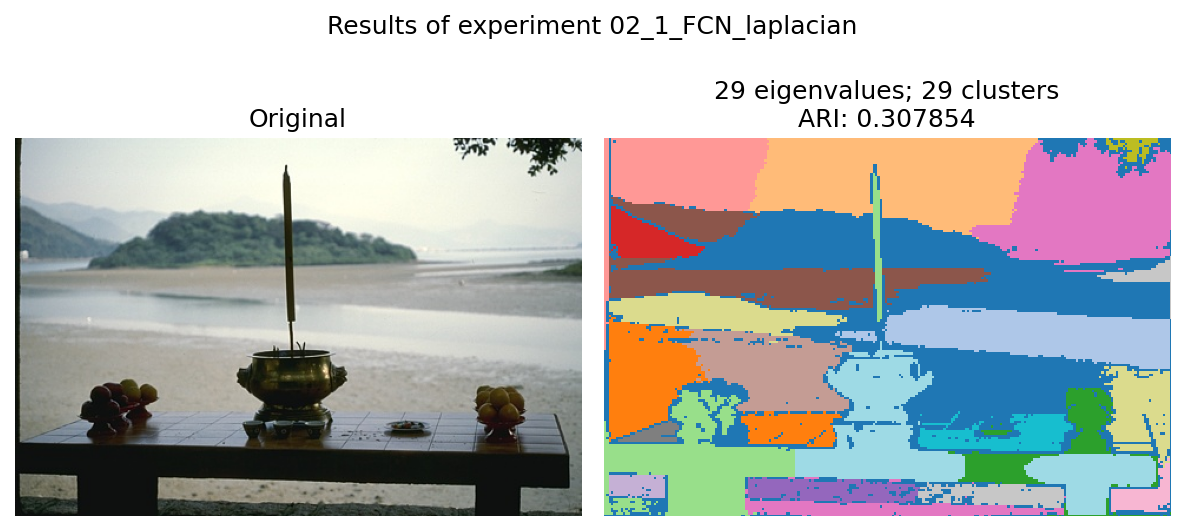 Results of experiment 02_1_FCN_laplacian
Original
29 eigenvalues; 29 clusters
ARI: 0.307854